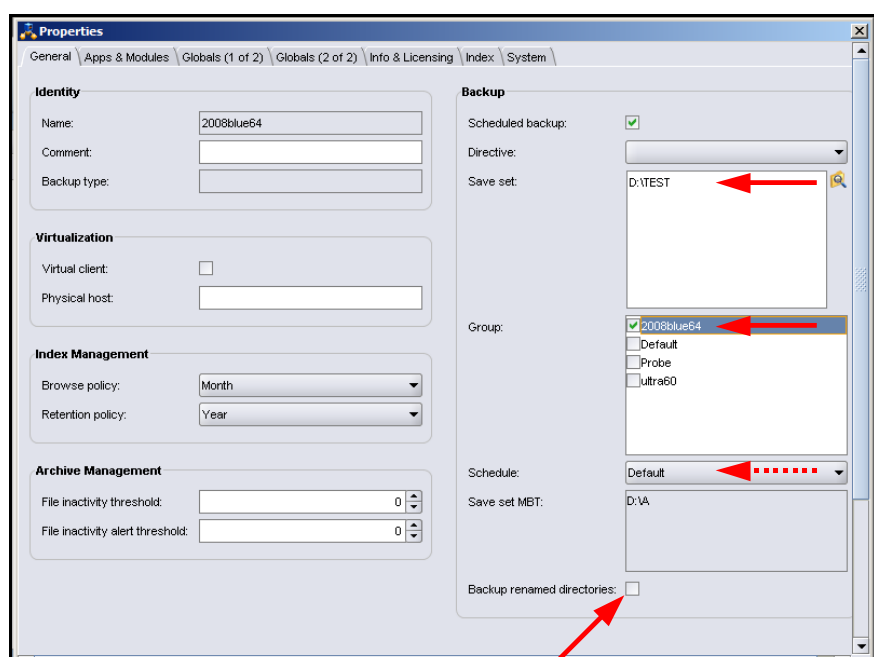 Properties
General Apps & Modules Globals (1 of 2) Globals (2 of 2) Info & Licensing Index System
Identity
Name: 2008blue64
Comment:
Backup type:
Virtualization
Virtual client:
Physical host:
Index Management
Browse policy: Month
Retention policy: Year
Archive Management
File inactivity threshold: 0
File inactivity alert threshold: 0
Backup
Scheduled backup:
Directive:
Save set: D:\TEST
Group: 2008blue64
Default
Probe
ultra60
Schedule: Default
Save set MBT: D:\A
Backup renamed directories: